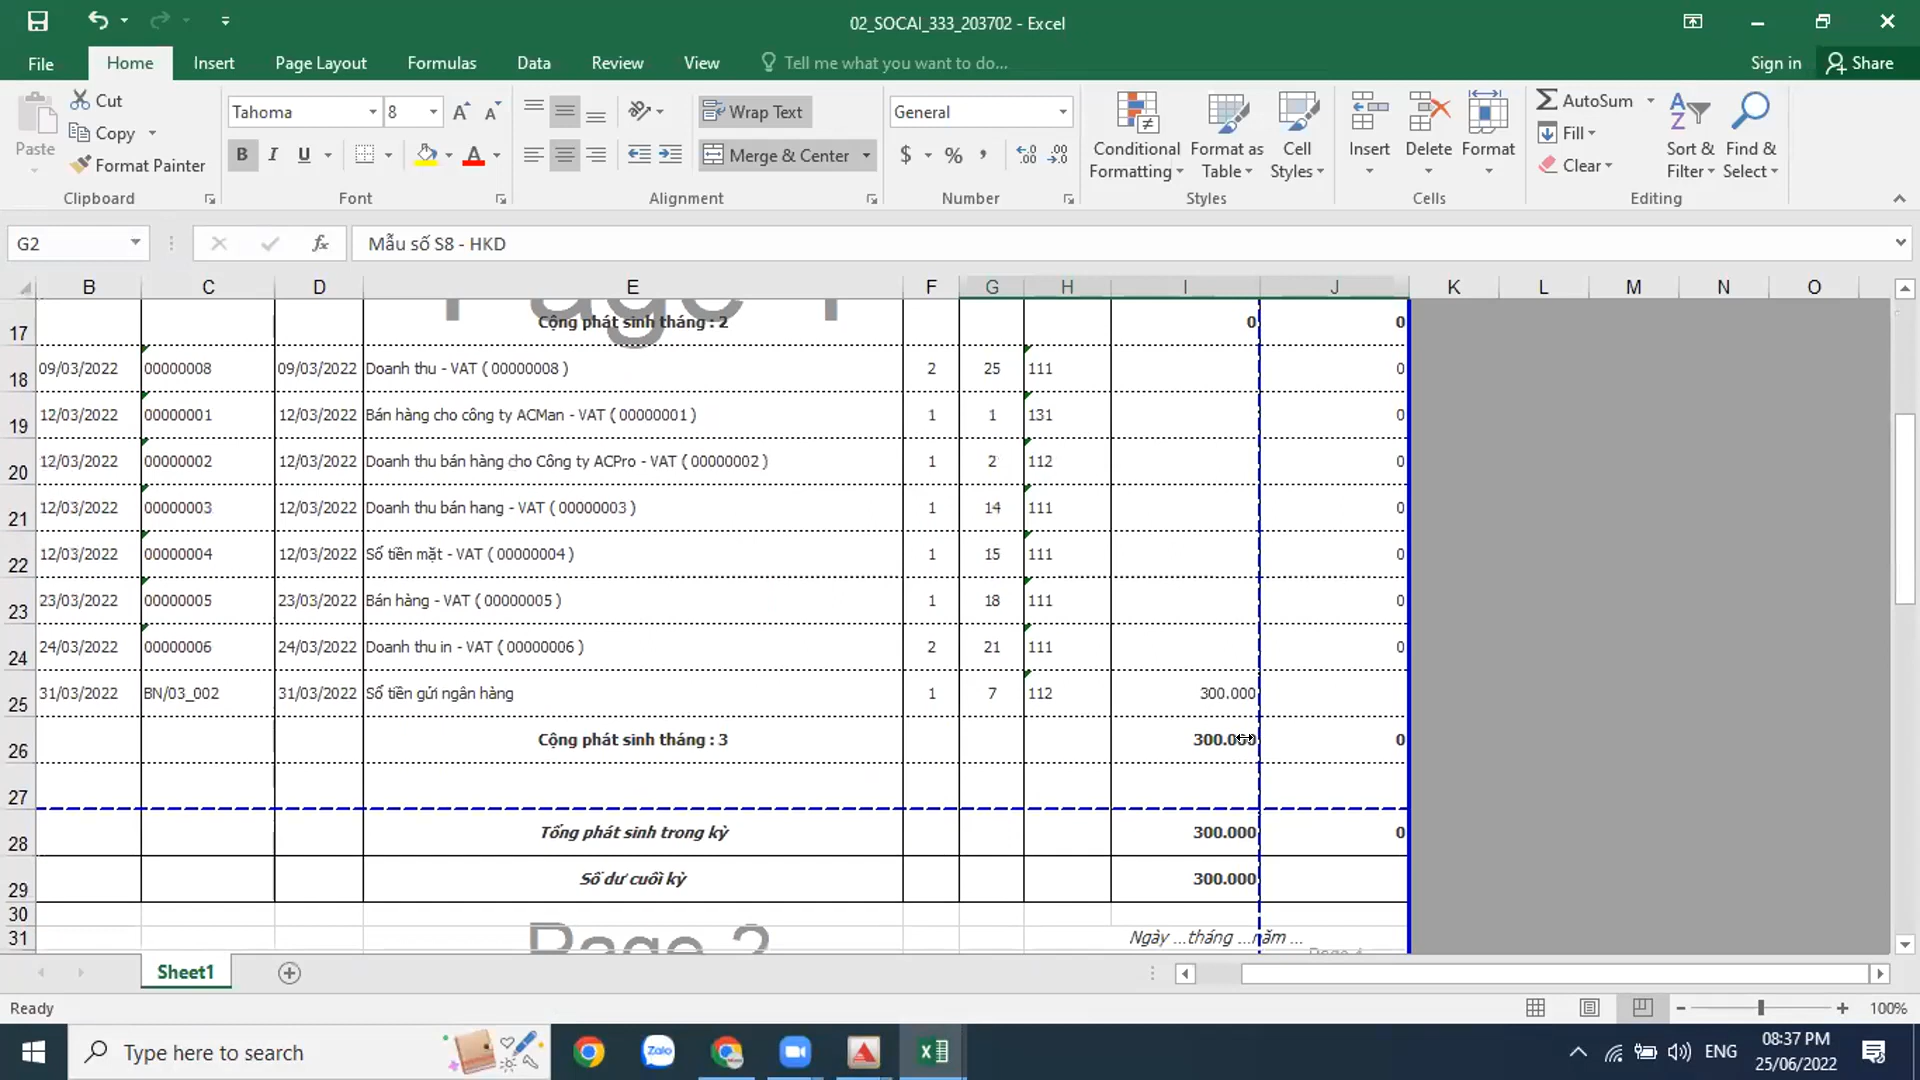 02_SOCAI_333_203702 - Excel
File Home Insert Page Layout Formulas Data Review View Tell me what you want to do... Sign in Share
Paste Cut Copy Format Painter
Clipboard
Tahoma 8
B I U A
Font
Wrap Text
Merge & Center
Alignment
General
$ % ,
Number
Conditional Formatting Format as Table Cell Styles
Styles
Insert Delete Format
Cells
AutoSum Fill Clear
Sort & Filter Find & Select
Editing
G2 fx Mẫu số S8 - HKD
B C D E F G H I J K L M N O
Page 1
17 Cộng phát sinh tháng : 2 0 0
18 09/03/2022 00000008 09/03/2022 Doanh thu - VAT ( 00000008 ) 2 25 111 0
19 12/03/2022 00000001 12/03/2022 Bán hàng cho công ty ACMan - VAT ( 00000001 ) 1 1 131 0
20 12/03/2022 00000002 12/03/2022 Doanh thu bán hàng cho Công ty ACPro - VAT ( 00000002 ) 1 2 112 0
21 12/03/2022 00000003 12/03/2022 Doanh thu bán hang - VAT ( 00000003 ) 1 14 111 0
22 12/03/2022 00000004 12/03/2022 Sổ tiền mặt - VAT ( 00000004 ) 1 15 111 0
23 23/03/2022 00000005 23/03/2022 Bán hàng - VAT ( 00000005 ) 1 18 111 0
24 24/03/2022 00000006 24/03/2022 Doanh thu in - VAT ( 00000006 ) 2 21 111 0
25 31/03/2022 BN/03_002 31/03/2022 Sổ tiền gửi ngân hàng 1 7 112 300.000
26 Cộng phát sinh tháng : 3 300.000 0
27
28 Tổng phát sinh trong kỳ 300.000 0
29 Số dư cuối kỳ 300.000
30
31 Ngày ...tháng ...năm ...
Page 2
Page 4
Sheet1
Ready 100%
Type here to search
Zalo
ENG
08:37 PM
25/06/2022